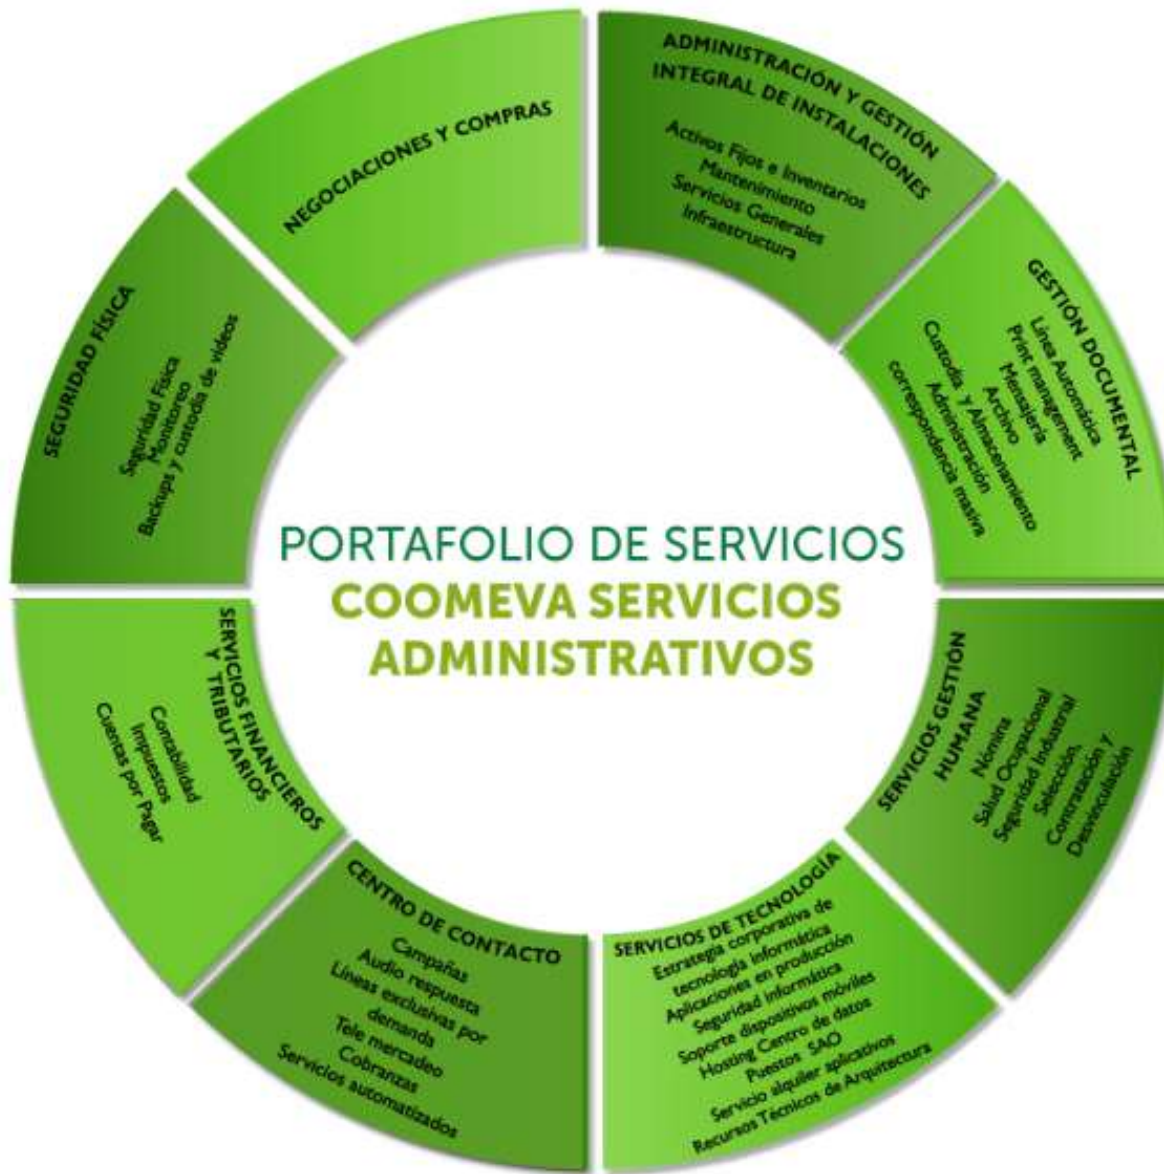 PORTAFOLIO DE SERVICIOS
COOMEVA SERVICIOS
ADMINISTRATIVOS
ADMINISTRACIÓN Y GESTIÓN
INTEGRAL DE INSTALACIONES
Activos Fijos e Inventarios
Mantenimiento
Servicios Generales
Infraestructura
GESTIÓN DOCUMENTAL
Línea Automática
Print management
Mensajería
Archivo
Custodia y Almacenamiento
Administración
correspondencia masiva
SERVICIOS GESTIÓN
HUMANA
Nómina
Salud Ocupacional
Seguridad Industrial
Selección,
Contratación y
Desvinculación
SERVICIOS DE TECNOLOGÍA
Estrategia corporativa de
tecnología informática
Aplicaciones en producción
Seguridad informática
Soporte dispositivos móviles
Hosting Centro de datos
Puestos SAO
Servicio alquiler aplicativos
Recursos Técnicos de Arquitectura
CENTRO DE CONTACTO
Campañas
Audio respuesta
Líneas exclusivas por
demanda
Tele mercadeo
Cobranzas
Servicios automatizados
SERVICIOS FINANCIEROS
Y TRIBUTARIOS
Contabilidad
Impuestos
Cuentas por Pagar
SEGURIDAD FÍSICA
Seguridad Física
Monitoreo
Backups y custodia de videos
NEGOCIACIONES Y COMPRAS